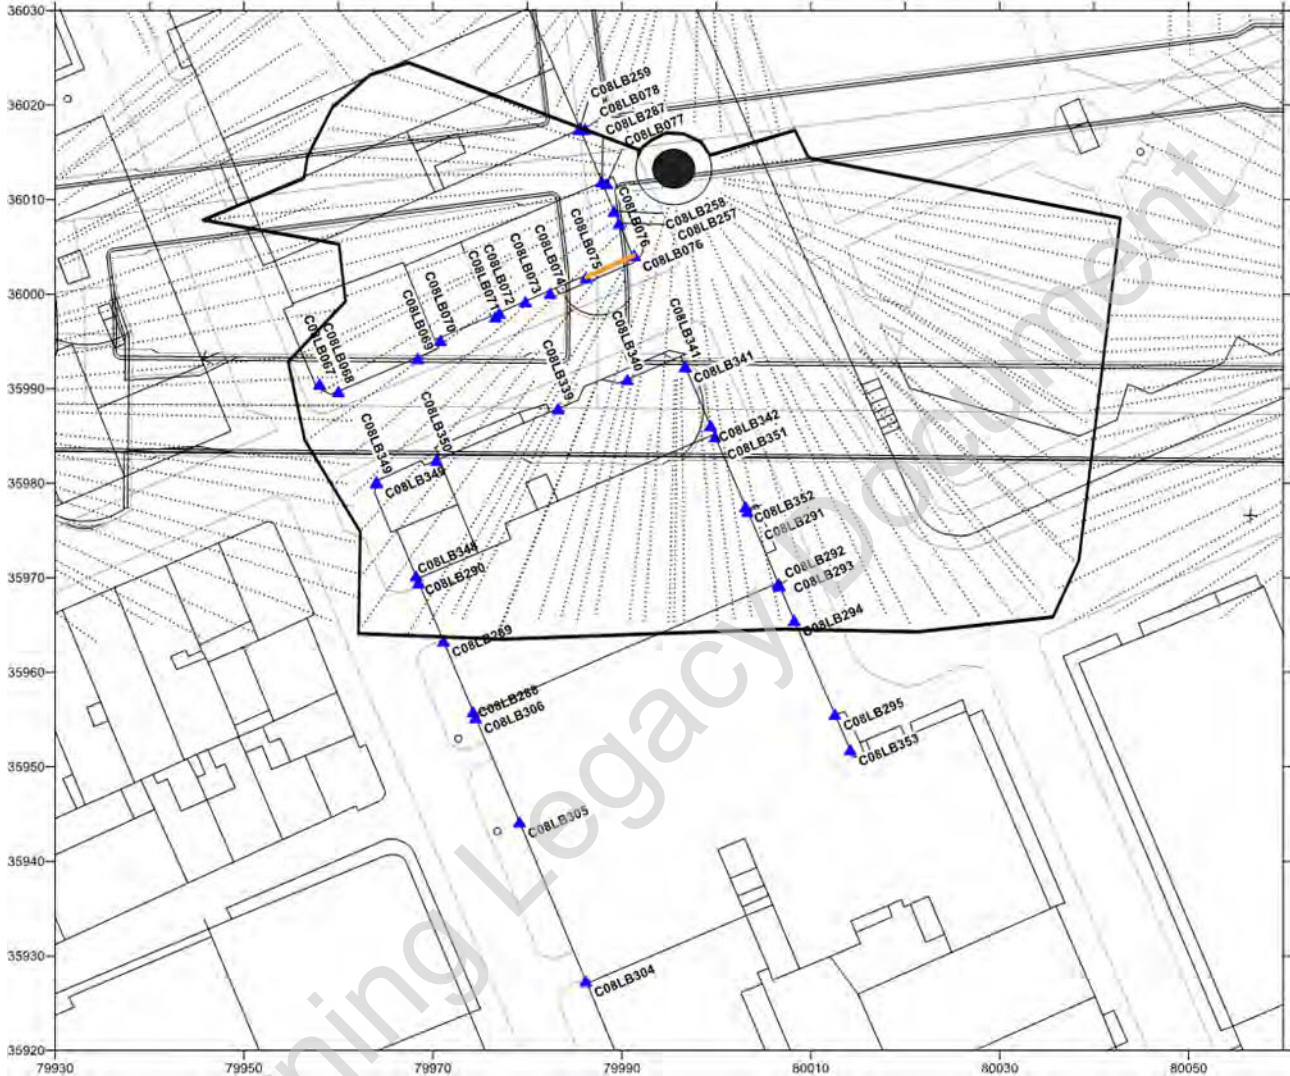 36030
36020
36010
36000
35990
35980
35970
35960
35950
35940
35930
35920
79930
79950
79970
79990
80010
80030
80050
C08LB259
C08LB078
C08LB287
C08LB077
C08LB076
C08LB258
C08LB257
C08LB076
C08LB075
C08LB074
C08LB073
C08LB072
C08LB071
C08LB070
C08LB069
C08LB068
C08LB067
C08LB341
C08LB341
C08LB340
C08LB339
C08LB350
C08LB349
C08LB349
C08LB342
C08LB351
C08LB352
C08LB291
C08LB348
C08LB290
C08LB292
C08LB293
C08LB294
C08LB289
C08LB288
C08LB306
C08LB295
C08LB353
C08LB305
C08LB304
ning Legacy Document